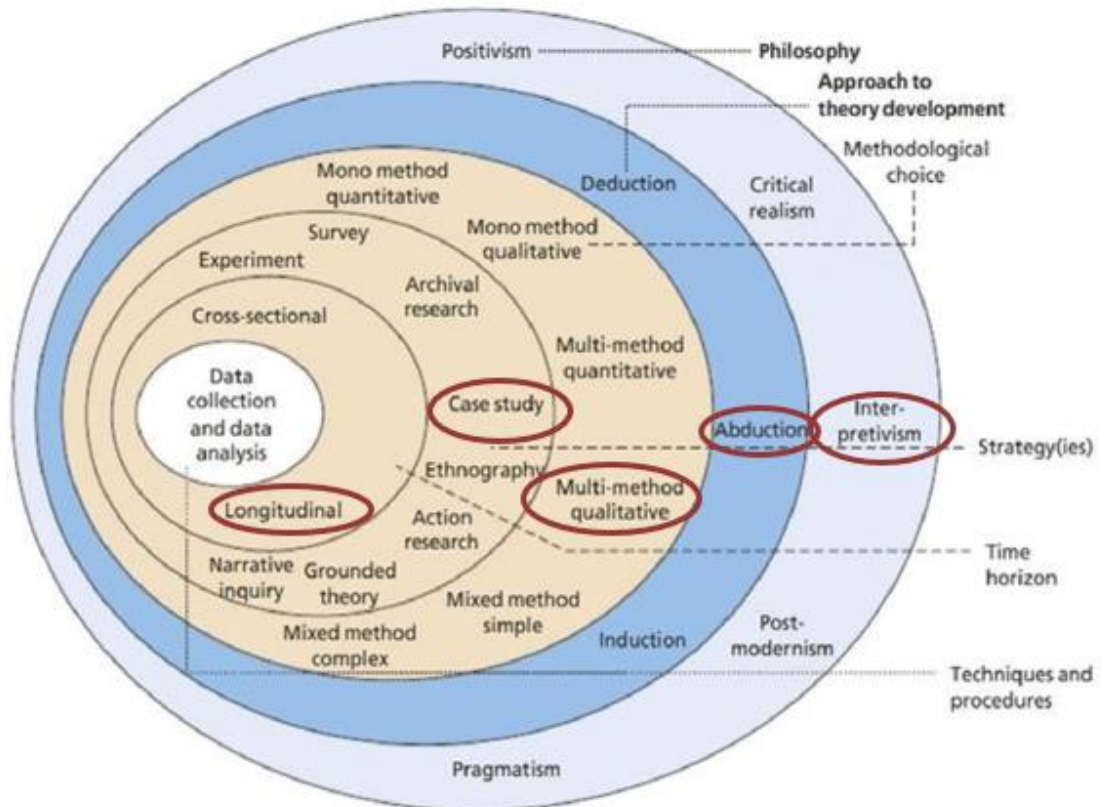 Positivism
Philosophy
Approach to
theory development
Methodological
choice
Deduction
Critical
realism
Mono method
quantitative
Mono method
qualitative
Survey
Experiment
Archival
research
Cross-sectional
Multi-method
quantitative
Data
collection
and data
analysis
Case study
Abduction
Inter-
pretivism
Strategy(ies)
Ethnography
Multi-method
qualitative
Longitudinal
Action
research
Time
horizon
Narrative
inquiry
Grounded
theory
Mixed method
simple
Mixed method
complex
Induction
Post-
modernism
Techniques and
procedures
Pragmatism